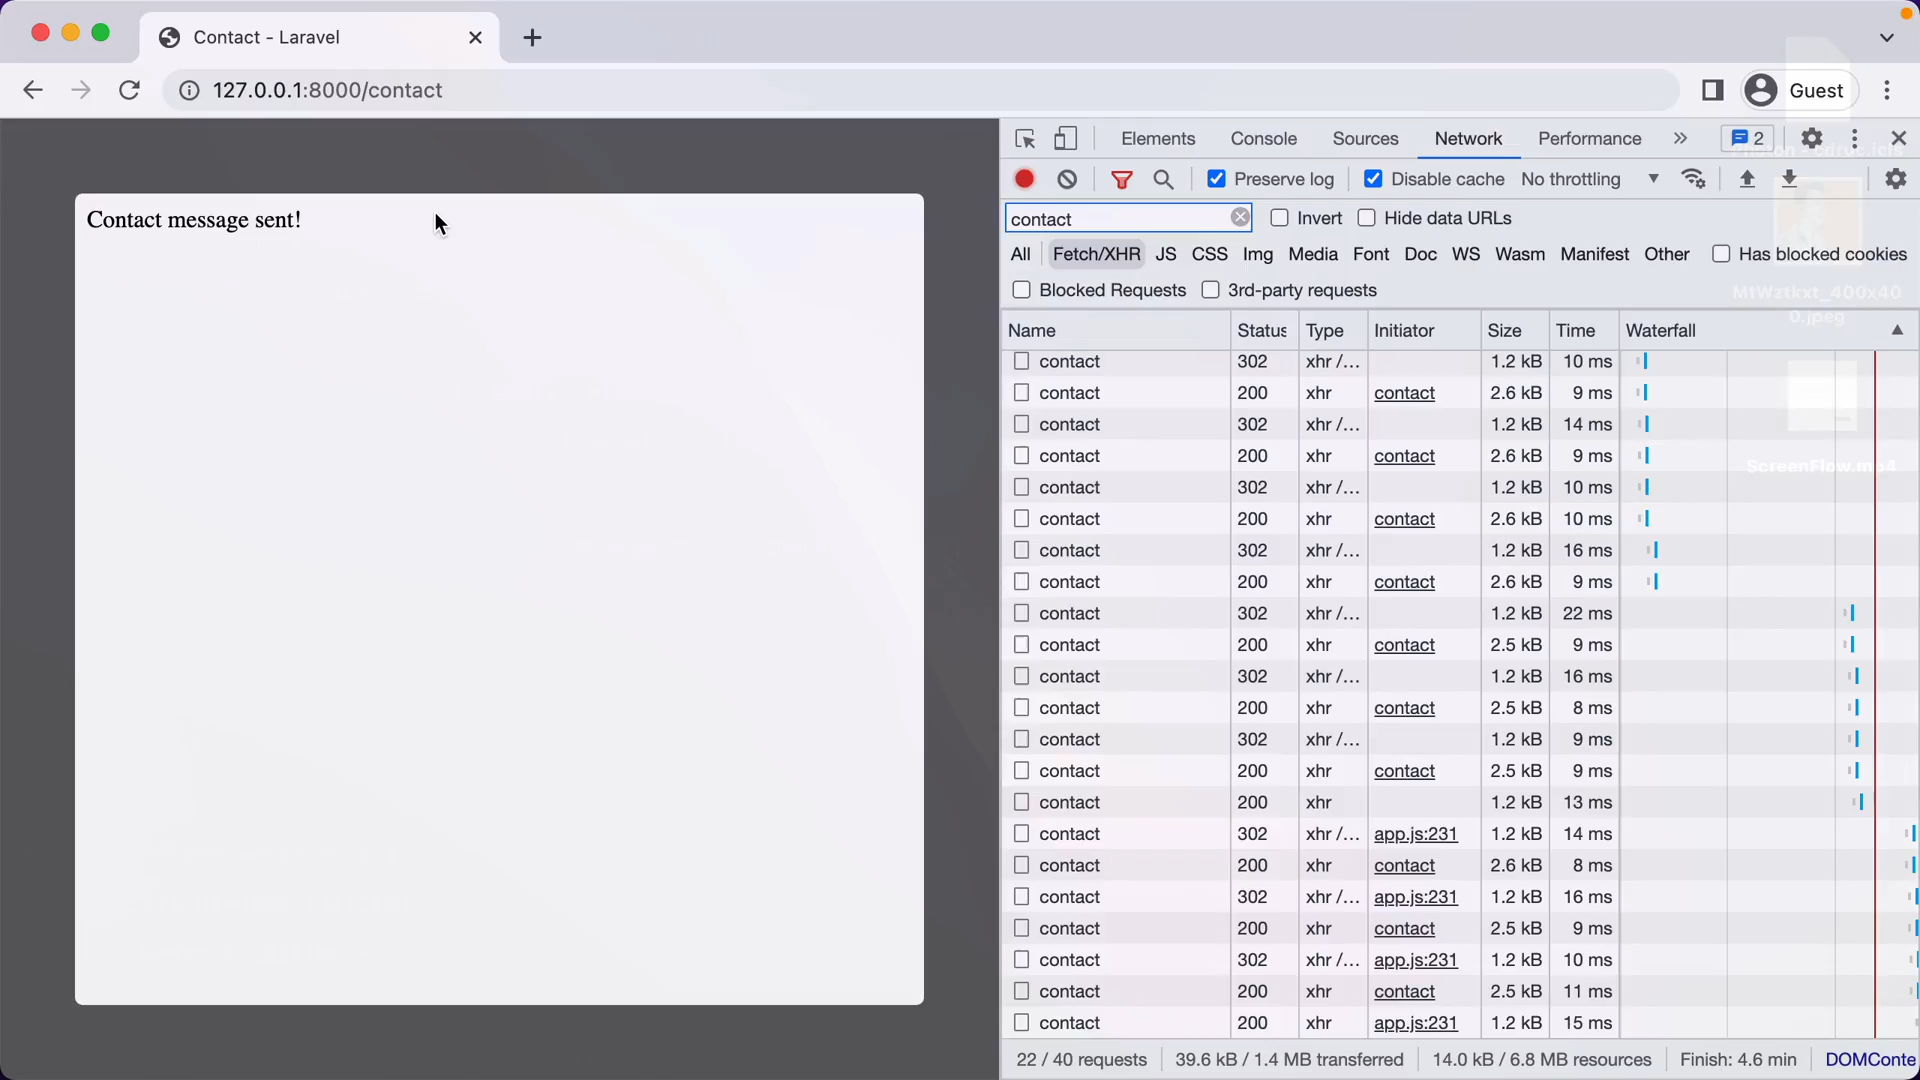 Contact - Laravel
127.0.0.1:8000/contact
Guest
Contact message sent!
Elements Console Sources Network Performance 2
Preserve log Disable cache No throttling
contact Invert Hide data URLs
All Fetch/XHR JS CSS Img Media Font Doc WS Wasm Manifest Other Has blocked cookies
Blocked Requests 3rd-party requests
MtWztkxt_400x40
0.jpeg
Name Status Type Initiator Size Time Waterfall
contact 302 xhr /... 1.2 kB 10 ms
contact 200 xhr contact 2.6 kB 9 ms
contact 302 xhr /... 1.2 kB 14 ms
contact 200 xhr contact 2.6 kB 9 ms
ScreenFlow.mp4
contact 302 xhr /... 1.2 kB 10 ms
contact 200 xhr contact 2.6 kB 10 ms
contact 302 xhr /... 1.2 kB 16 ms
contact 200 xhr contact 2.6 kB 9 ms
contact 302 xhr /... 1.2 kB 22 ms
contact 200 xhr contact 2.5 kB 9 ms
contact 302 xhr /... 1.2 kB 16 ms
contact 200 xhr contact 2.5 kB 8 ms
contact 302 xhr /... 1.2 kB 9 ms
contact 200 xhr contact 2.5 kB 9 ms
contact 200 xhr 1.2 kB 13 ms
contact 302 xhr /... app.js:231 1.2 kB 14 ms
contact 200 xhr contact 2.6 kB 8 ms
contact 302 xhr /... app.js:231 1.2 kB 16 ms
contact 200 xhr contact 2.5 kB 9 ms
contact 302 xhr /... app.js:231 1.2 kB 10 ms
contact 200 xhr contact 2.5 kB 11 ms
contact 200 xhr app.js:231 1.2 kB 15 ms
22 / 40 requests 39.6 kB / 1.4 MB transferred 14.0 kB / 6.8 MB resources Finish: 4.6 min DOMConte